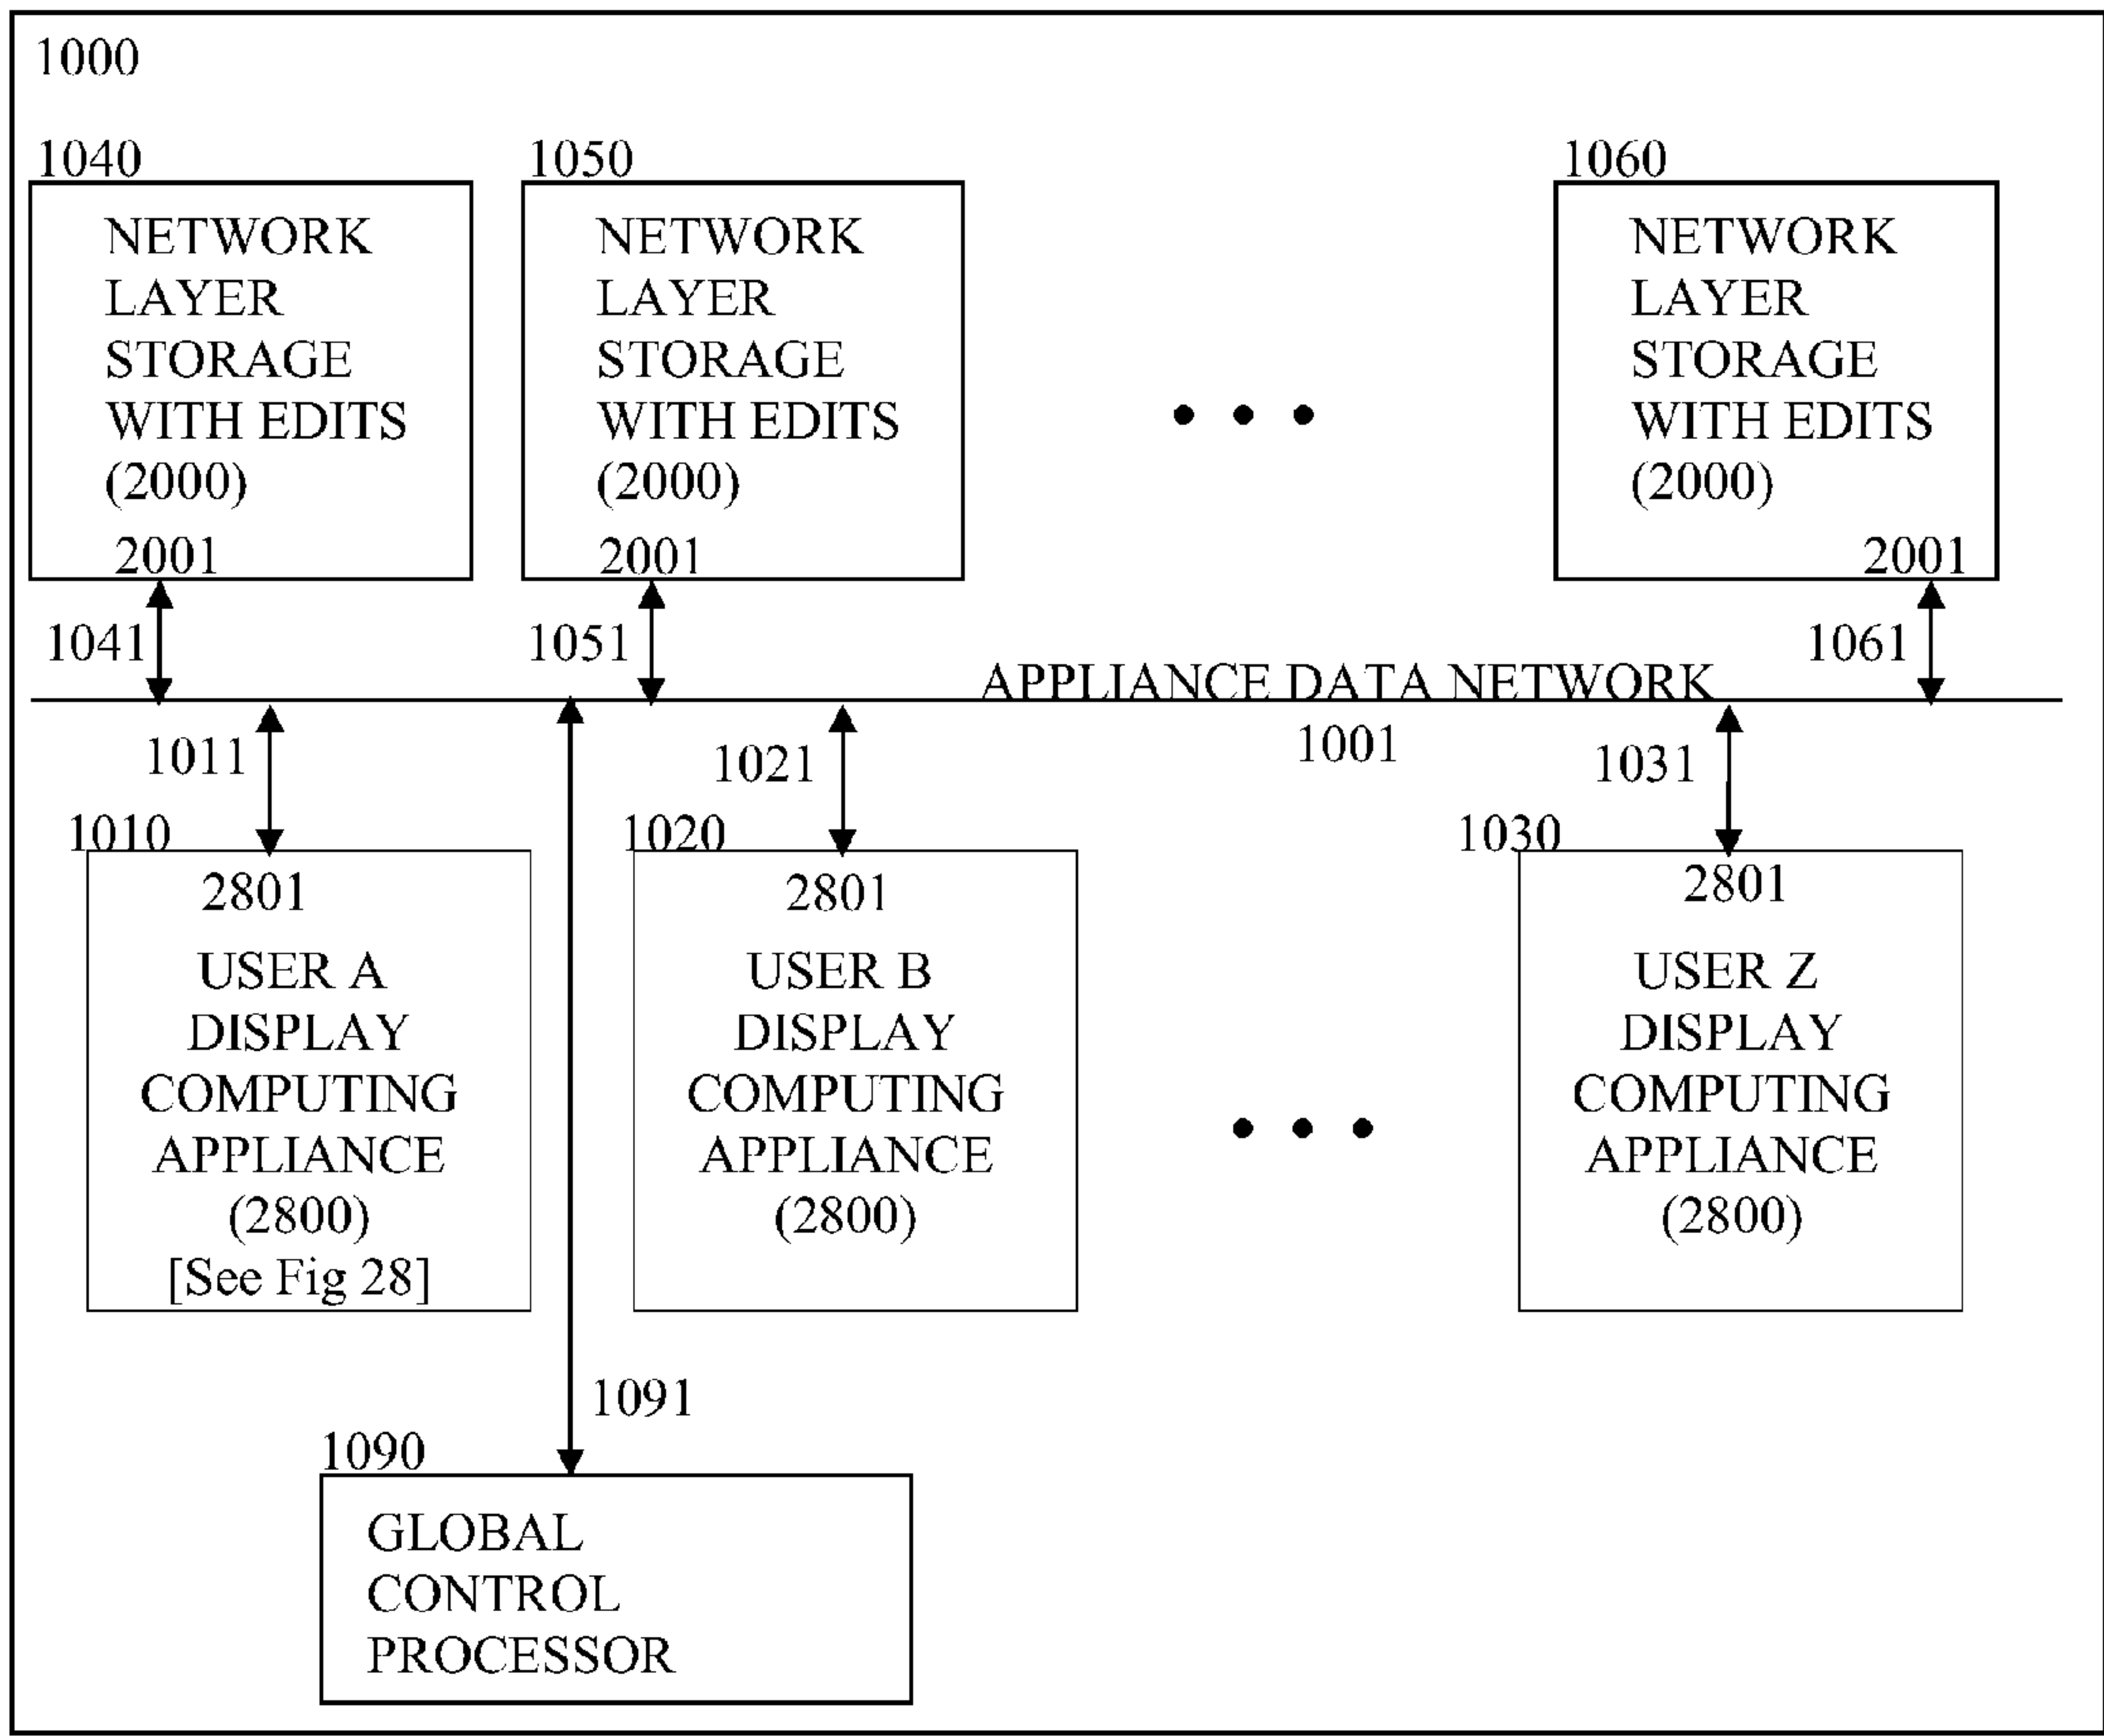 1000
1040
NETWORK
LAYER
STORAGE
WITH EDITS
(2000)
2001
1050
NETWORK
LAYER
STORAGE
WITH EDITS
(2000)
2001
1060
NETWORK
LAYER
STORAGE
WITH EDITS
(2000)
2001
1041
1051
1061
APPLIANCE DATA NETWORK
1001
1011
1021
1031
1010
2801
USER A
DISPLAY
COMPUTING
APPLIANCE
(2800)
[See Fig 28]
1020
2801
USER B
DISPLAY
COMPUTING
APPLIANCE
(2800)
1030
2801
USER Z
DISPLAY
COMPUTING
APPLIANCE
(2800)
1091
1090
GLOBAL
CONTROL
PROCESSOR